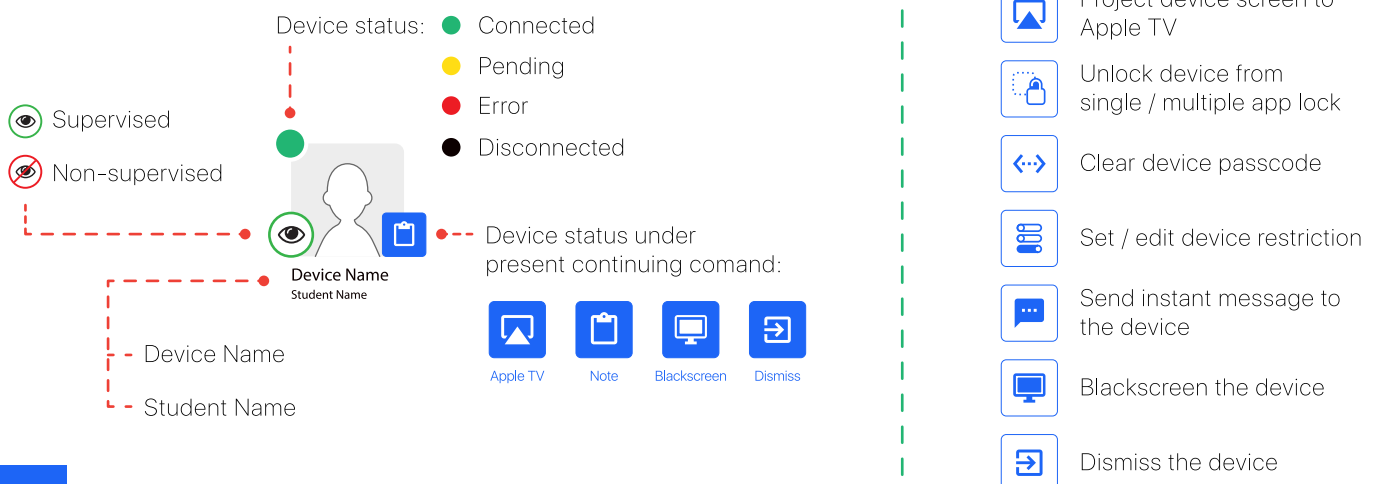 Device status:
Connected
Pending
Error
Disconnected
Supervised
Non-supervised
Device Name
Student Name
Device Name
Student Name
Device status under
present continuing comand:
Apple TV
Note
Blackscreen
Dismiss
Project device screen to
Apple TV
Unlock device from
single / multiple app lock
Clear device passcode
Set / edit device restriction
Send instant message to
the device
Blackscreen the device
Dismiss the device